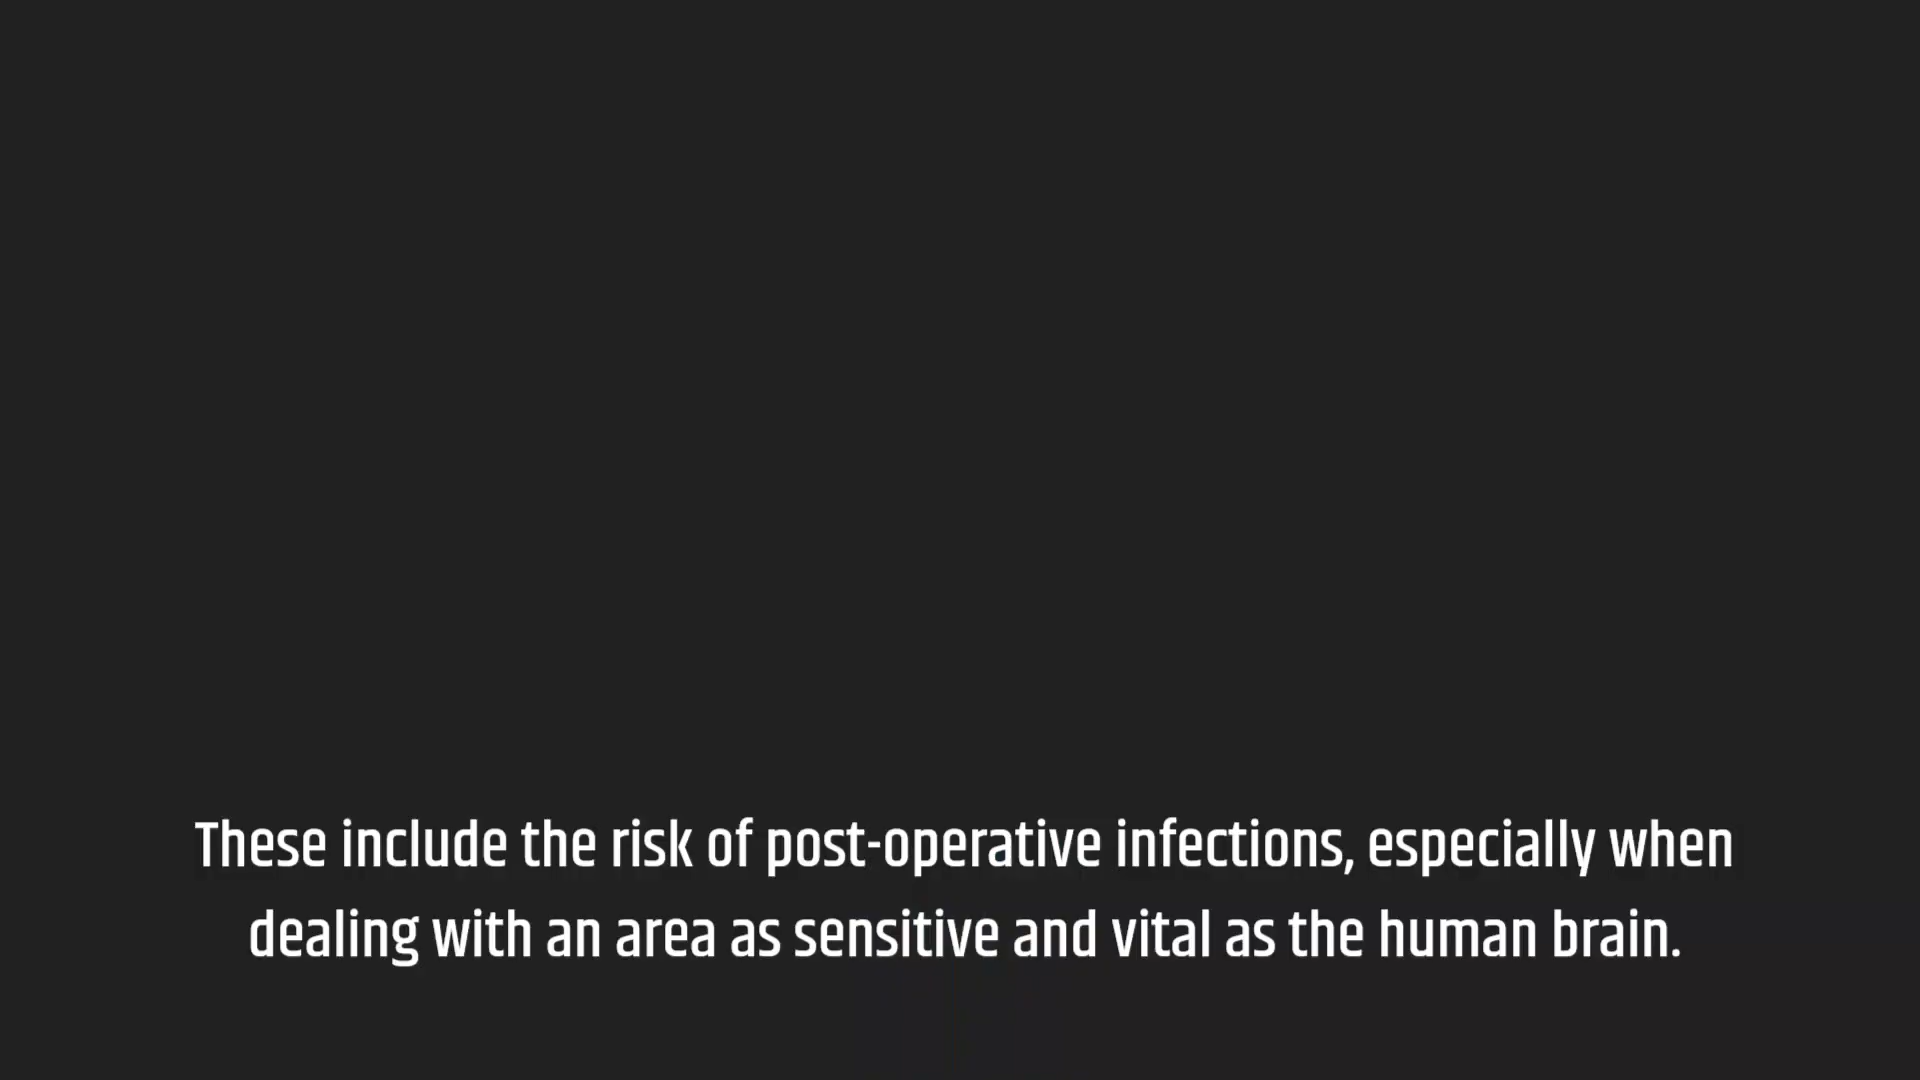 These include the risk of post-operative infections, especially when
dealing with an area as sensitive and vital as the human brain.